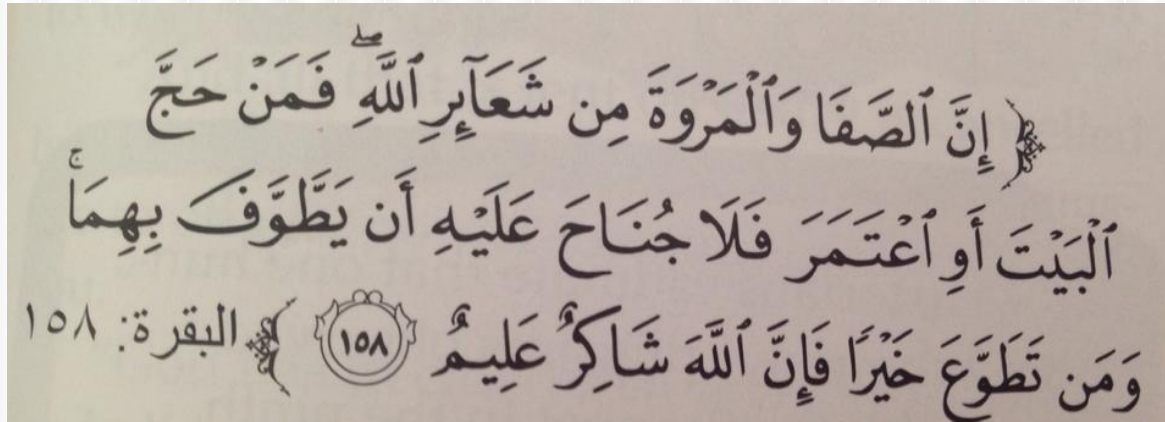 ﴿ إِنَّ ٱلصَّفَا وَٱلْمَرْوَةَ مِن شَعَآئِرِ ٱللَّهِۖ فَمَنْ حَجَّ
ٱلْبَيْتَ أَوِ ٱعْتَمَرَ فَلَا جُنَاحَ عَلَيْهِ أَن يَطَّوَّفَ بِهِمَاۚ
وَمَن تَطَوَّعَ خَيْرًا فَإِنَّ ٱللَّهَ شَاكِرٌ عَلِيمٌ ١٥٨ ﴾ البقرة: ١٥٨